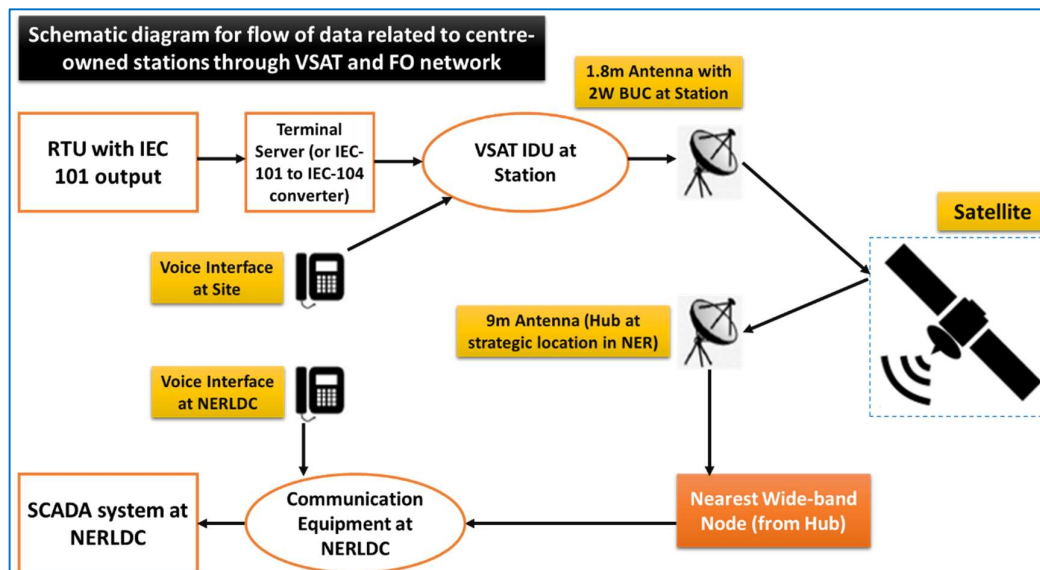 Schematic diagram for flow of data related to centre-
owned stations through VSAT and FO network
1.8m Antenna with
2W BUC at Station
RTU with IEC
101 output
Terminal
Server (or IEC-
101 to IEC-104
converter)
VSAT IDU at
Station
Satellite
Voice Interface
at Site
9m Antenna (Hub at
strategic location in NER)
Voice Interface
at NERLDC
SCADA system at
NERLDC
Communication
Equipment at
NERLDC
Nearest Wide-band
Node (from Hub)